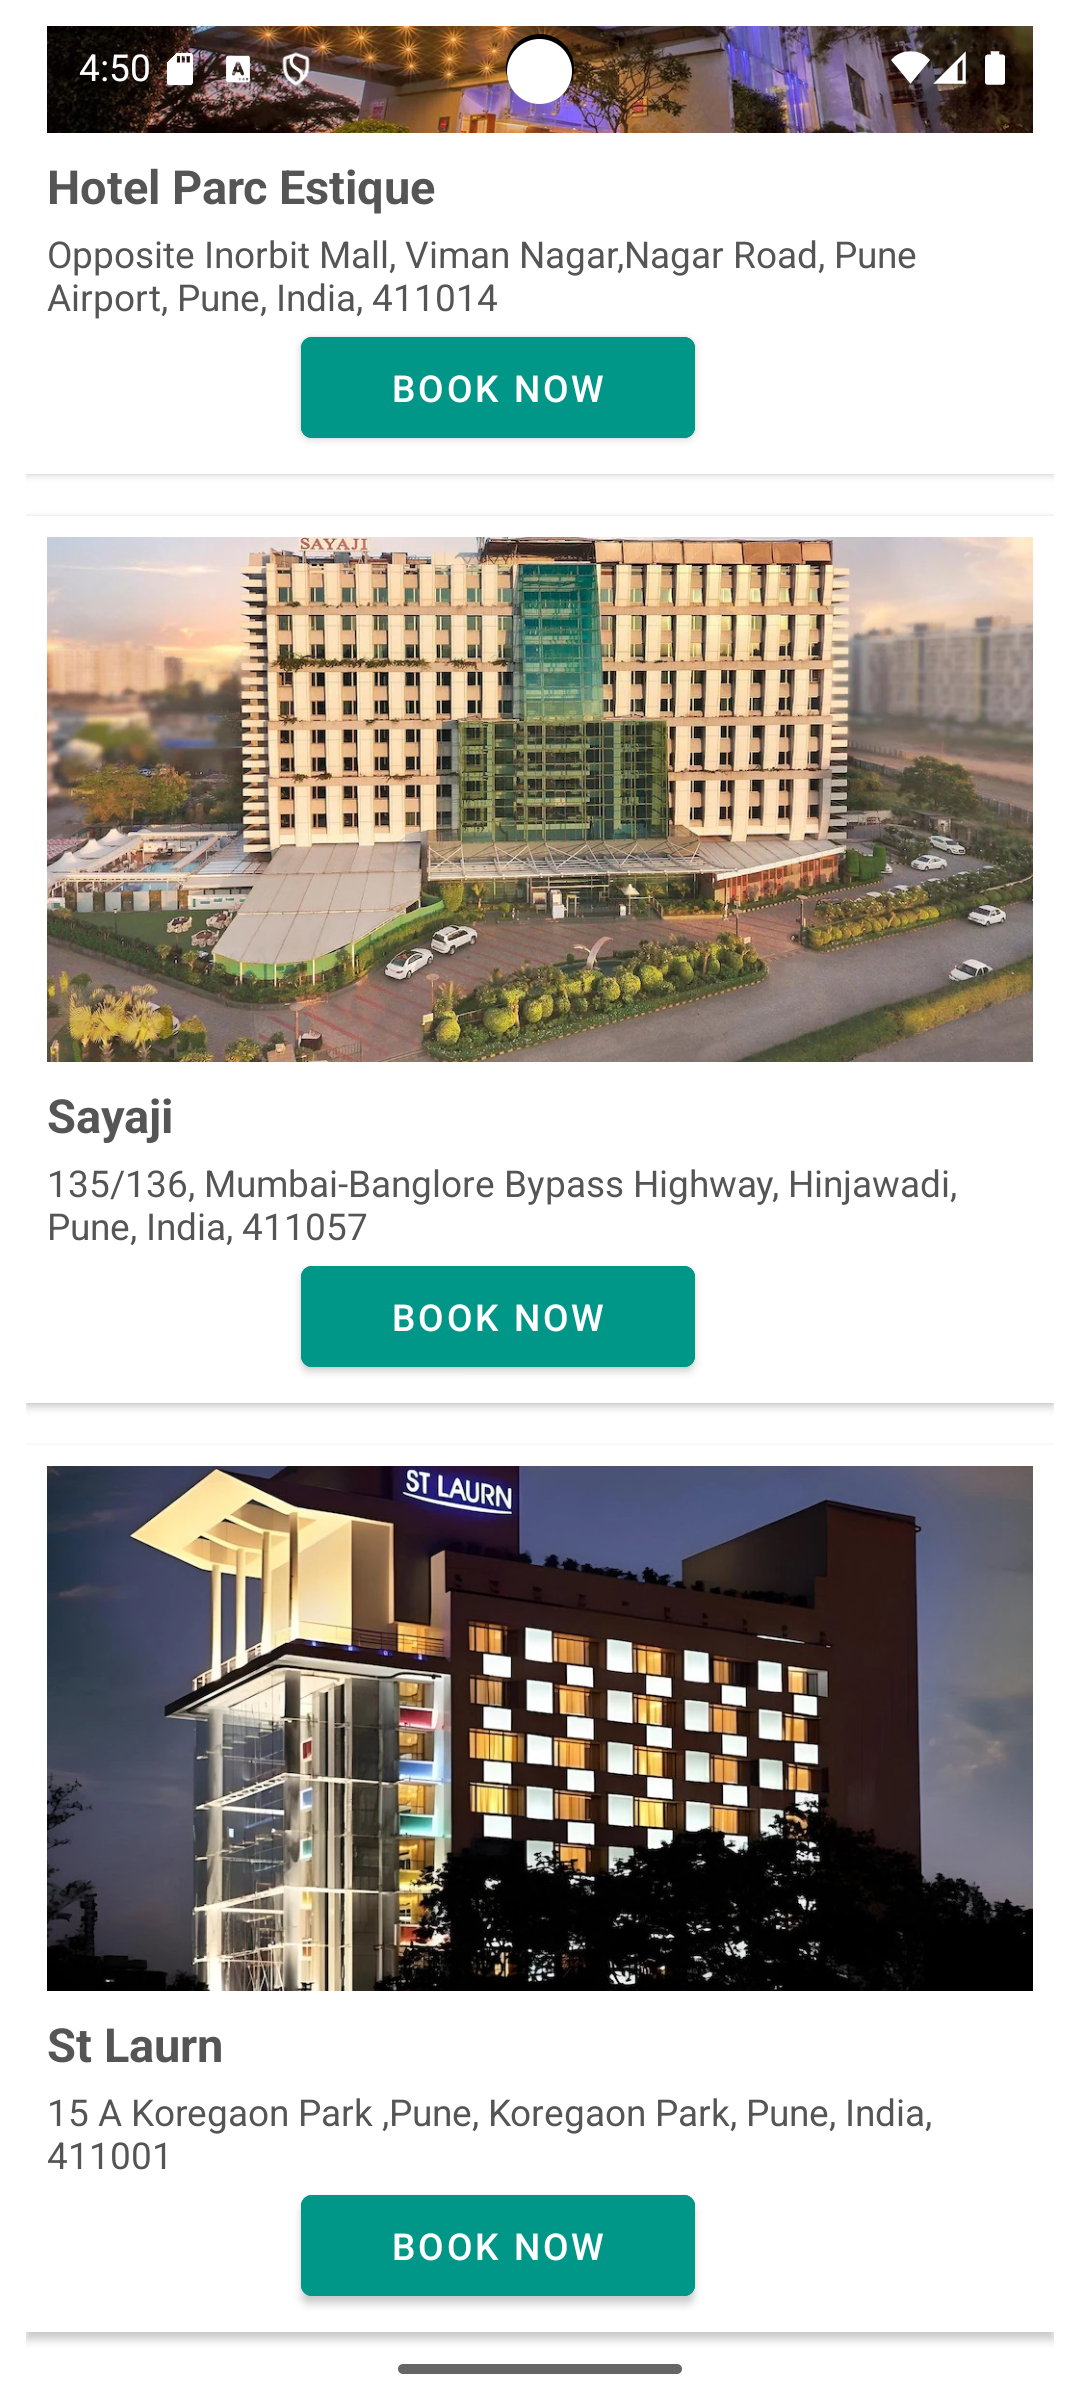 4:50
Hotel Parc Estique
Opposite Inorbit Mall, Viman Nagar,Nagar Road, Pune
Airport, Pune, India, 411014
BOOK NOW
SAYAJI
Sayaji
135/136, Mumbai-Banglore Bypass Highway, Hinjawadi,
Pune, India, 411057
BOOK NOW
ST LAURN
St Laurn
15 A Koregaon Park ,Pune, Koregaon Park, Pune, India,
411001
BOOK NOW